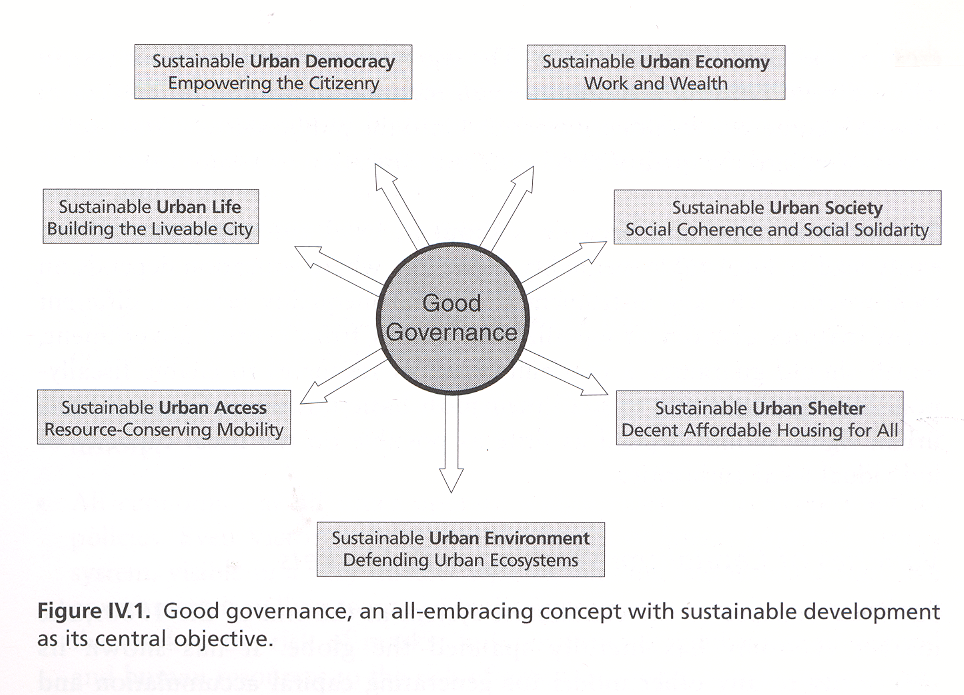 Sustainable Urban Democracy
Empowering the Citizenry
Sustainable Urban Economy
Work and Wealth
Sustainable Urban Life
Building the Liveable City
Sustainable Urban Society
Social Coherence and Social Solidarity
Good
Governance
Sustainable Urban Access
Resource-Conserving Mobility
Sustainable Urban Shelter
Decent Affordable Housing for All
Sustainable Urban Environment
Defending Urban Ecosystems
Figure IV.1. Good governance, an all-embracing concept with sustainable development
as its central objective.